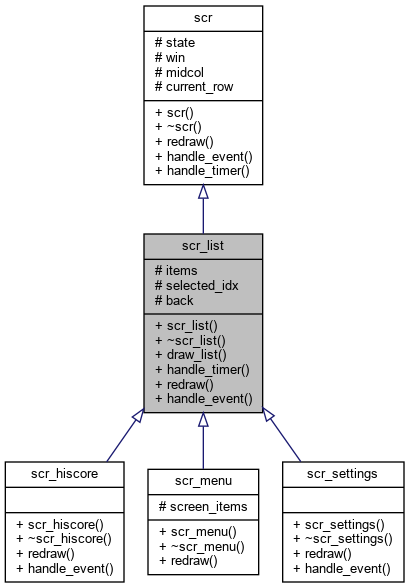 scr
# state
# win
# midcol
# current_row
+ scr()
+ ~scr()
+ redraw()
+ handle_event()
+ handle_timer()
scr_list
# items
# selected_idx
# back
+ scr_list()
+ ~scr_list()
+ draw_list()
+ handle_timer()
+ redraw()
+ handle_event()
scr_hiscore
+ scr_hiscore()
+ ~scr_hiscore()
+ redraw()
+ handle_event()
scr_menu
# screen_items
+ scr_menu()
+ ~scr_menu()
+ redraw()
scr_settings
+ scr_settings()
+ ~scr_settings()
+ redraw()
+ handle_event()